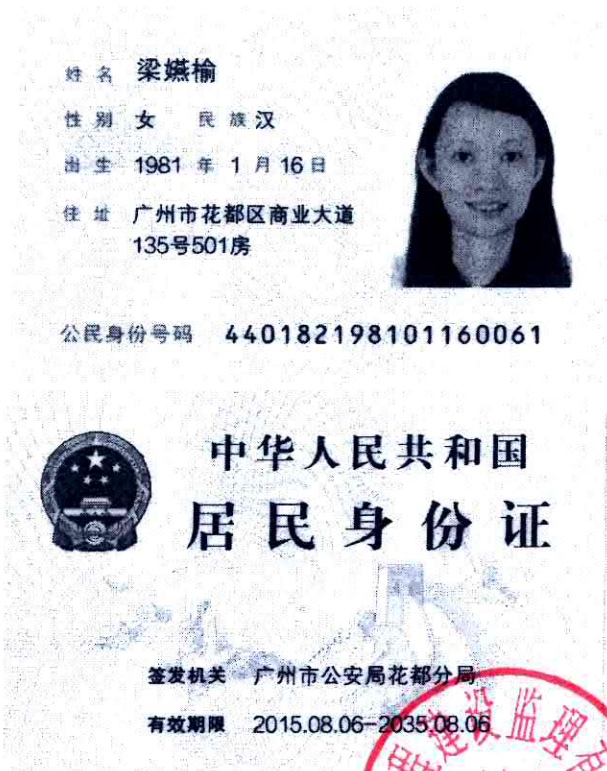 姓名 梁嬿榆
性别 女 民族 汉
出生 1981 年 1 月 16 日
住址 广州市花都区商业大道
135号501房
公民身份号码 440182198101160061
中华人民共和国
居民身份证
签发机关 广州市公安局花都分局
有效期限 2015.08.06-2035.08.06
建设监理